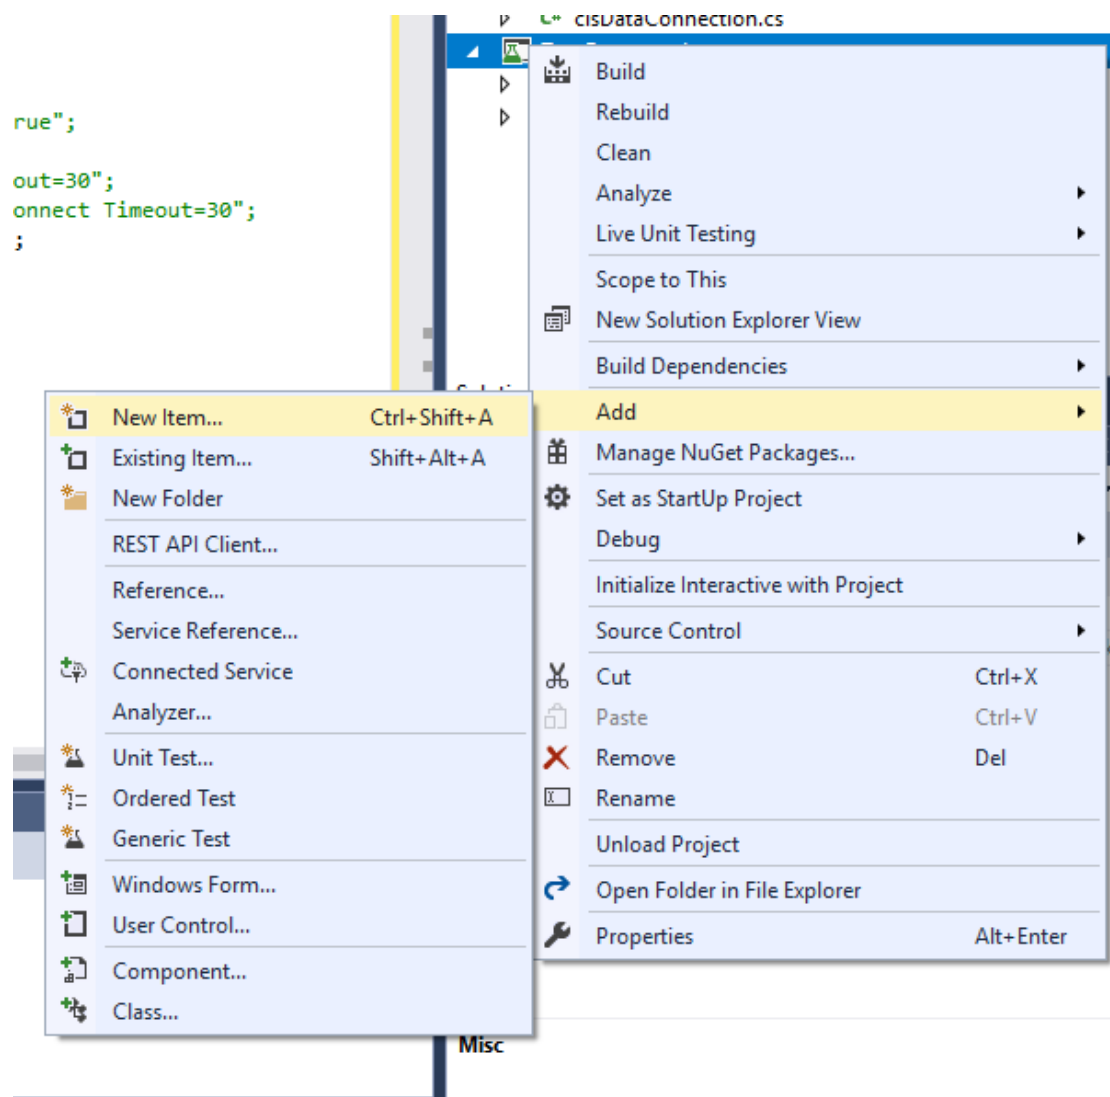 clsDataConnection.cs
rue";
out=30";
onnect Timeout=30";
;
Build
Rebuild
Clean
Analyze
Live Unit Testing
Scope to This
New Solution Explorer View
Build Dependencies
Add
Manage NuGet Packages...
Set as StartUp Project
Debug
Initialize Interactive with Project
Source Control
Cut Ctrl+X
Paste Ctrl+V
Remove Del
Rename
Unload Project
Open Folder in File Explorer
Properties Alt+Enter
New Item... Ctrl+Shift+A
Existing Item... Shift+Alt+A
New Folder
REST API Client...
Reference...
Service Reference...
Connected Service
Analyzer...
Unit Test...
Ordered Test
Generic Test
Windows Form...
User Control...
Component...
Class...
Misc